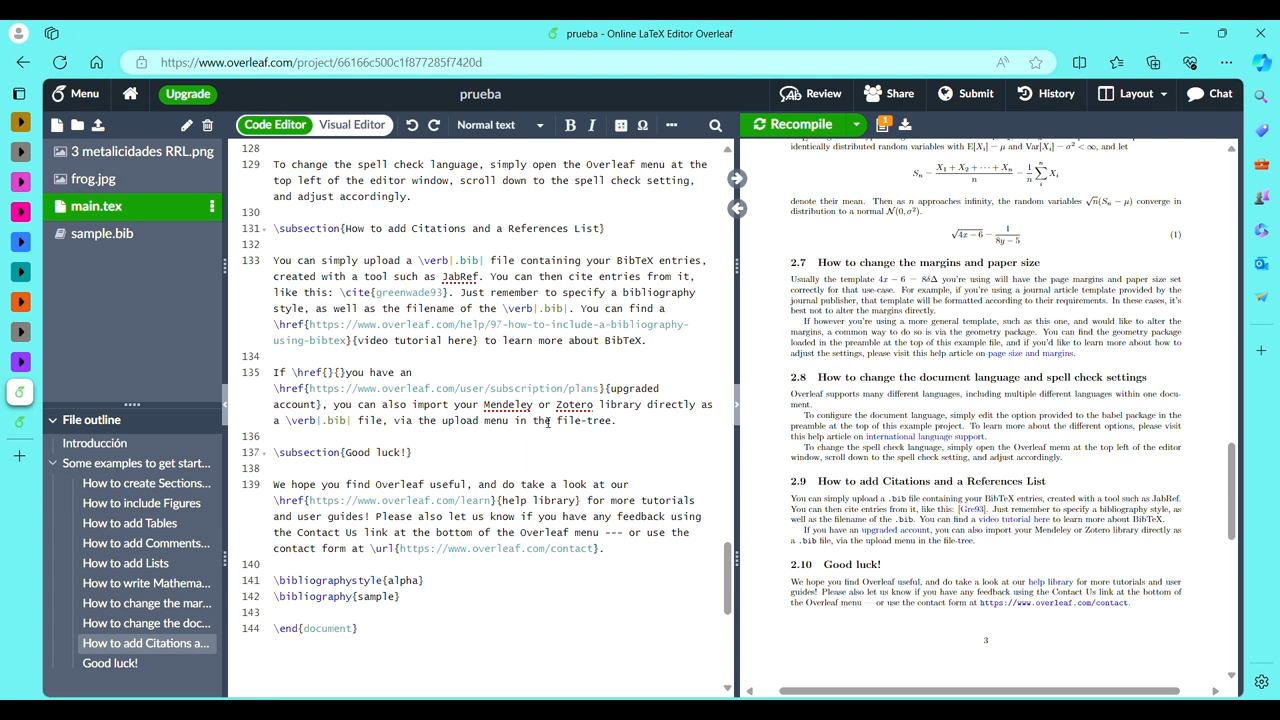 prueba - Online LaTeX Editor Overleaf
https://www.overleaf.com/project/66166c500c1f877285f7420d
Menu
Upgrade
prueba
Review
Share
Submit
History
Layout
Chat
Code Editor
Visual Editor
Normal text
B
I
Ω
Recompile
1
3 metalicidades RRL.png
frog.jpg
main.tex
sample.bib
File outline
Introducción
Some examples to get start...
How to create Sections...
How to include Figures
How to add Tables
How to add Comments...
How to add Lists
How to write Mathema...
How to change the mar...
How to change the doc...
How to add Citations a...
Good luck!
128
129 To change the spell check language, simply open the Overleaf menu at the
top left of the editor window, scroll down to the spell check setting,
and adjust accordingly.
130
131 \subsection{How to add Citations and a References List}
132
133 You can simply upload a \verb|.bib| file containing your BibTeX entries,
created with a tool such as JabRef. You can then cite entries from it,
like this: \cite{greenwade93}. Just remember to specify a bibliography
style, as well as the filename of the \verb|.bib|. You can find a
\href{https://www.overleaf.com/help/97-how-to-include-a-bibliography-
using-bibtex}{video tutorial here} to learn more about BibTeX.
134
135 If \href{}{}you have an
\href{https://www.overleaf.com/user/subscription/plans}{upgraded
account}, you can also import your Mendeley or Zotero library directly as
a \verb|.bib| file, via the upload menu in the file-tree.
136
137 \subsection{Good luck!}
138
139 We hope you find Overleaf useful, and do take a look at our
\href{https://www.overleaf.com/learn}{help library} for more tutorials
and user guides! Please also let us know if you have any feedback using
the Contact Us link at the bottom of the Overleaf menu --- or use the
contact form at \url{https://www.overleaf.com/contact}.
140
141 \bibliographystyle{alpha}
142 \bibliography{sample}
143
144 \end{document}
identically distributed random variables with E[Xᵢ] = μ and Var[Xᵢ] = σ² < ∞, and let
Sₙ = (X₁ + X₂ + ··· + Xₙ)/n = 1/n ∑ᵢⁿ Xᵢ
denote their mean. Then as n approaches infinity, the random variables √n(Sₙ − μ) converge in
distribution to a normal N(0, σ²).
√(4x − 6) = 1/(8y − 5) (1)
2.7 How to change the margins and paper size
Usually the template 4x − 6 = 8δΔ you're using will have the page margins and paper size set
correctly for that use-case. For example, if you're using a journal article template provided by the
journal publisher, that template will be formatted according to their requirements. In these cases, it's
best not to alter the margins directly.
If however you're using a more general template, such as this one, and would like to alter the
margins, a common way to do so is via the geometry package. You can find the geometry package
loaded in the preamble at the top of this example file, and if you'd like to learn more about how to
adjust the settings, please visit this help article on page size and margins.
2.8 How to change the document language and spell check settings
Overleaf supports many different languages, including multiple different languages within one docu-
ment.
To configure the document language, simply edit the option provided to the babel package in the
preamble at the top of this example project. To learn more about the different options, please visit
this help article on international language support.
To change the spell check language, simply open the Overleaf menu at the top left of the editor
window, scroll down to the spell check setting, and adjust accordingly.
2.9 How to add Citations and a References List
You can simply upload a .bib file containing your BibTeX entries, created with a tool such as JabRef.
You can then cite entries from it, like this: [Gre93]. Just remember to specify a bibliography style, as
well as the filename of the .bib. You can find a video tutorial here to learn more about BibTeX.
If you have an upgraded account, you can also import your Mendeley or Zotero library directly as
a .bib file, via the upload menu in the file-tree.
2.10 Good luck!
We hope you find Overleaf useful, and do take a look at our help library for more tutorials and user
guides! Please also let us know if you have any feedback using the Contact Us link at the bottom of
the Overleaf menu — or use the contact form at https://www.overleaf.com/contact.
3